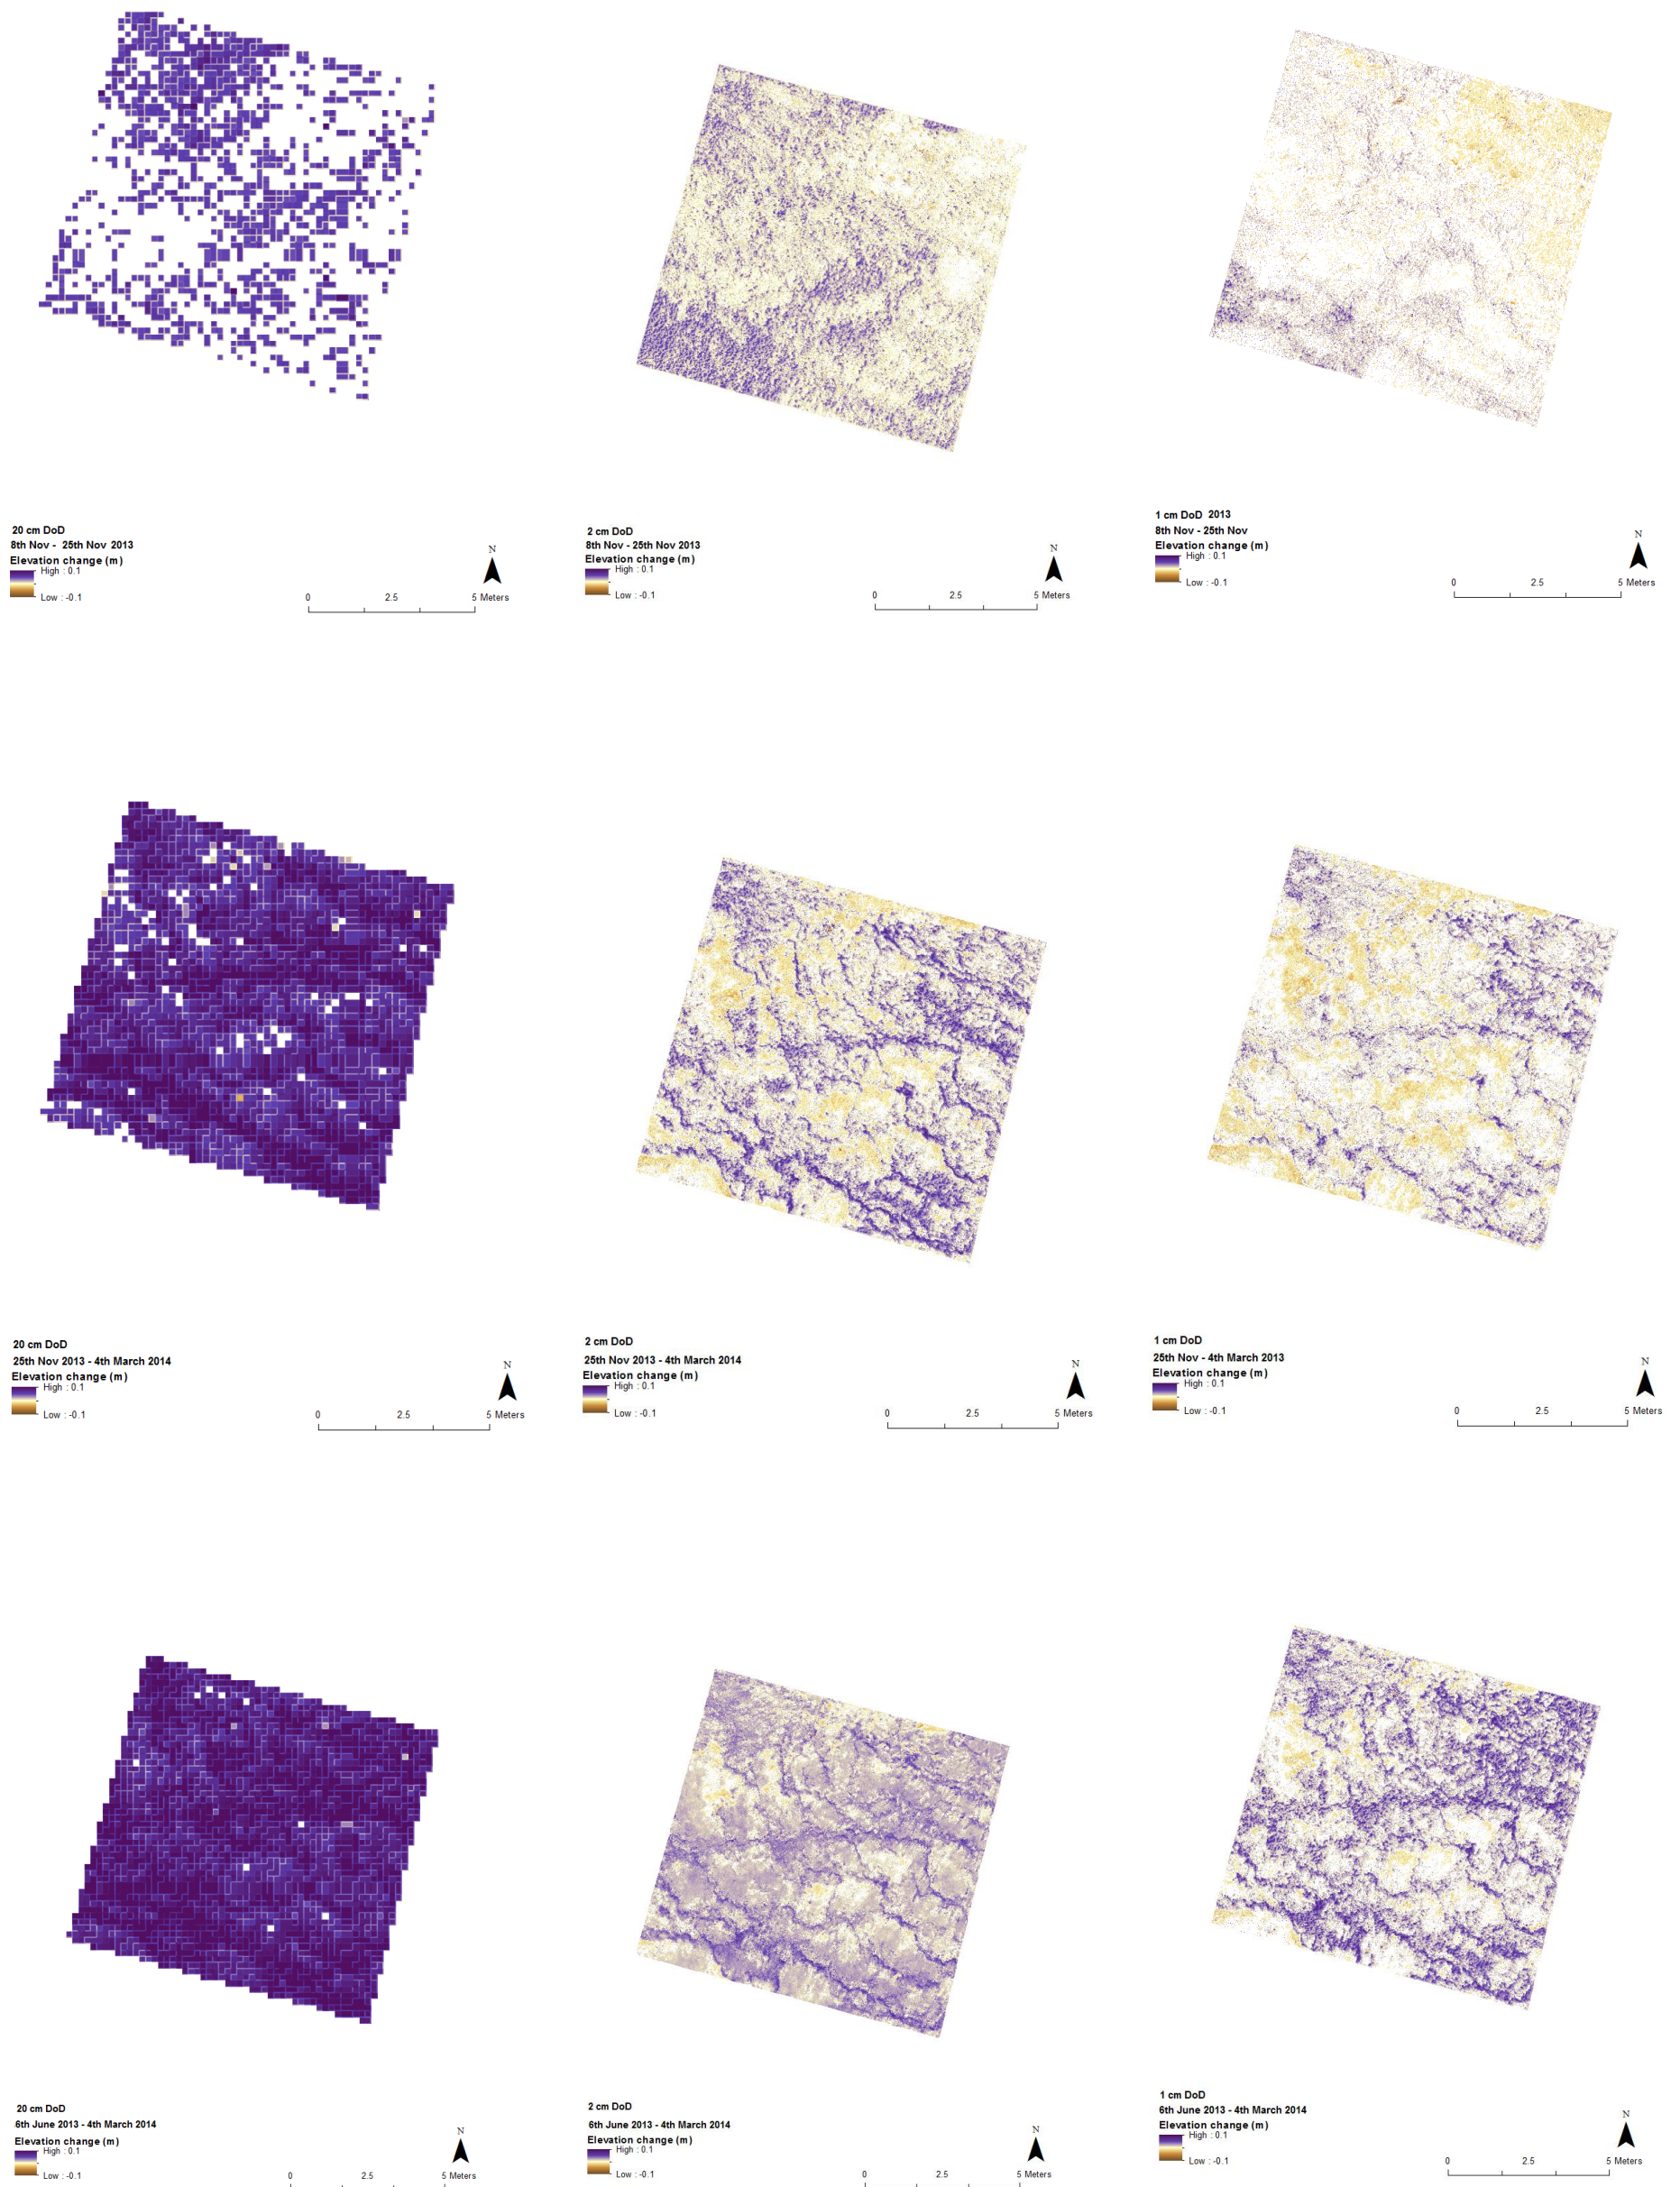 20 cm DoD
8th Nov - 25th Nov 2013
Elevation change (m)
High : 0.1
Low : -0.1
N
0 2.5 5 Meters
2 cm DoD
8th Nov - 25th Nov 2013
Elevation change (m)
High : 0.1
Low : -0.1
N
0 2.5 5 Meters
1 cm DoD 2013
8th Nov - 25th Nov
Elevation change (m)
High : 0.1
Low : -0.1
N
0 2.5 5 Meters
20 cm DoD
25th Nov 2013 - 4th March 2014
Elevation change (m)
High : 0.1
Low : -0.1
N
0 2.5 5 Meters
2 cm DoD
25th Nov 2013 - 4th March 2014
Elevation change (m)
High : 0.1
Low : -0.1
N
0 2.5 5 Meters
1 cm DoD
25th Nov - 4th March 2013
Elevation change (m)
High : 0.1
Low : -0.1
N
0 2.5 5 Meters
20 cm DoD
6th June 2013 - 4th March 2014
Elevation change (m)
High : 0.1
Low : -0.1
N
0 2.5 5 Meters
2 cm DoD
6th June 2013 - 4th March 2014
Elevation change (m)
High : 0.1
Low : -0.1
N
0 2.5 5 Meters
1 cm DoD
6th June 2013 - 4th March 2014
Elevation change (m)
High : 0.1
Low : -0.1
N
0 2.5 5 Meters